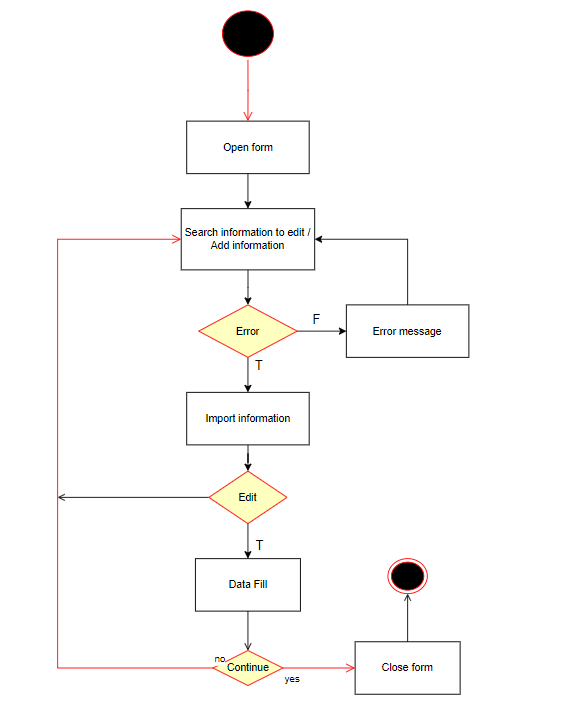 Open form
Search information to edit /
Add information
Error
F
Error message
T
Import information
Edit
T
Data Fill
no
Continue
yes
Close form